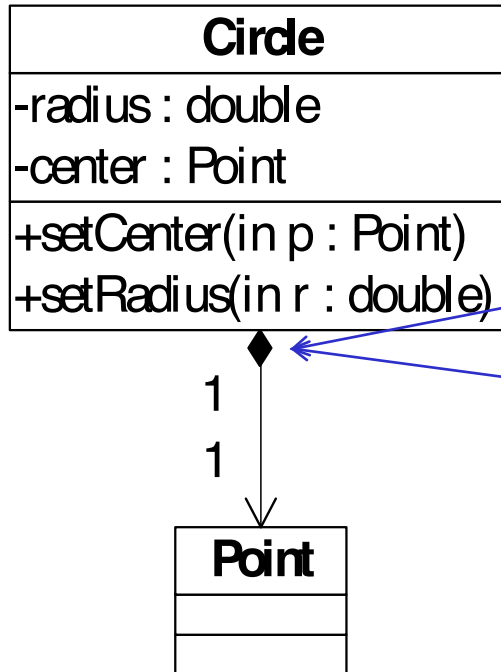 Circle
-radius : double
-center : Point
+setCenter(in p : Point)
+setRadius(in r : double)
1
1
Point